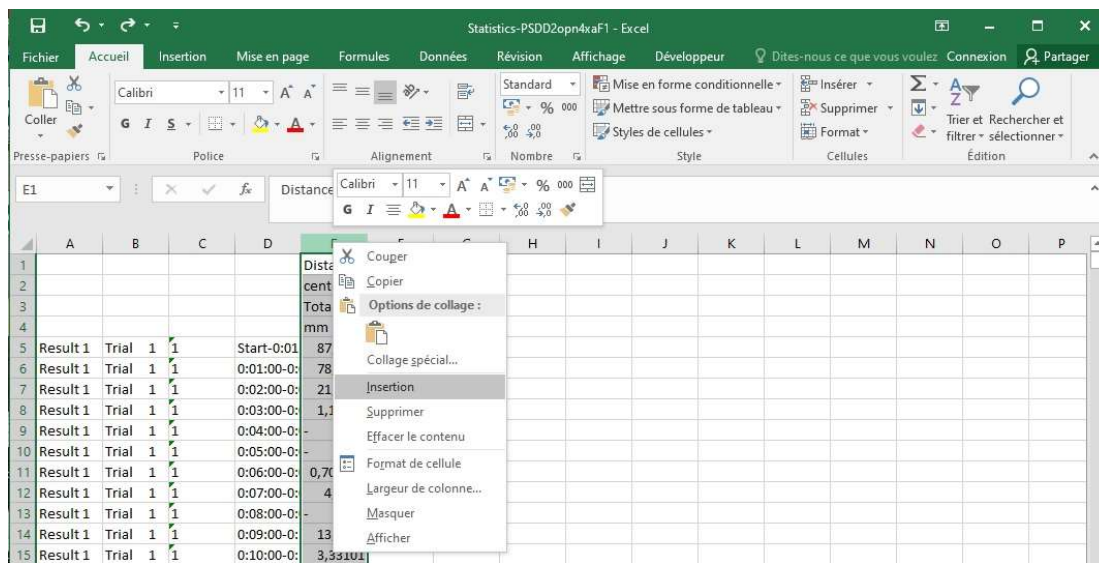 Statistics-PSDD2opn4xaF1 - Excel
Fichier Accueil Insertion Mise en page Formules Données Révision Affichage Développeur Dites-nous ce que vous voulez Connexion Partager
Coller
Calibri 11 A A
G I S A
Standard
% 000
Mise en forme conditionnelle
Mettre sous forme de tableau
Styles de cellules
Insérer
Supprimer
Format
Σ
Trier et filtrer
Rechercher et sélectionner
Presse-papiers Police Alignement Nombre Style Cellules Édition
E1 fx Distance
Calibri 11 A A % 000
G I A
A B C D H I J K L M N O P
Couper
Copier
Options de collage :
Collage spécial...
Insertion
Supprimer
Effacer le contenu
Format de cellule
Largeur de colonne...
Masquer
Afficher
1 Dista
2 cent
3 Tota
4 mm
5 Result 1 Trial 1 1 Start-0:01 87
6 Result 1 Trial 1 1 0:01:00-0: 78
7 Result 1 Trial 1 1 0:02:00-0: 21
8 Result 1 Trial 1 1 0:03:00-0: 1,1
9 Result 1 Trial 1 1 0:04:00-0: -
10 Result 1 Trial 1 1 0:05:00-0: -
11 Result 1 Trial 1 1 0:06:00-0: 0,70
12 Result 1 Trial 1 1 0:07:00-0: 4
13 Result 1 Trial 1 1 0:08:00-0: -
14 Result 1 Trial 1 1 0:09:00-0: 13
15 Result 1 Trial 1 1 0:10:00-0: 3,33101